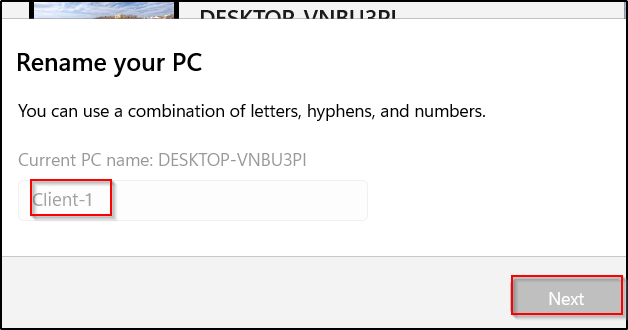 DESKTOP-VNBU3PI
Rename your PC
You can use a combination of letters, hyphens, and numbers.
Current PC name: DESKTOP-VNBU3PI
Client-1
Next